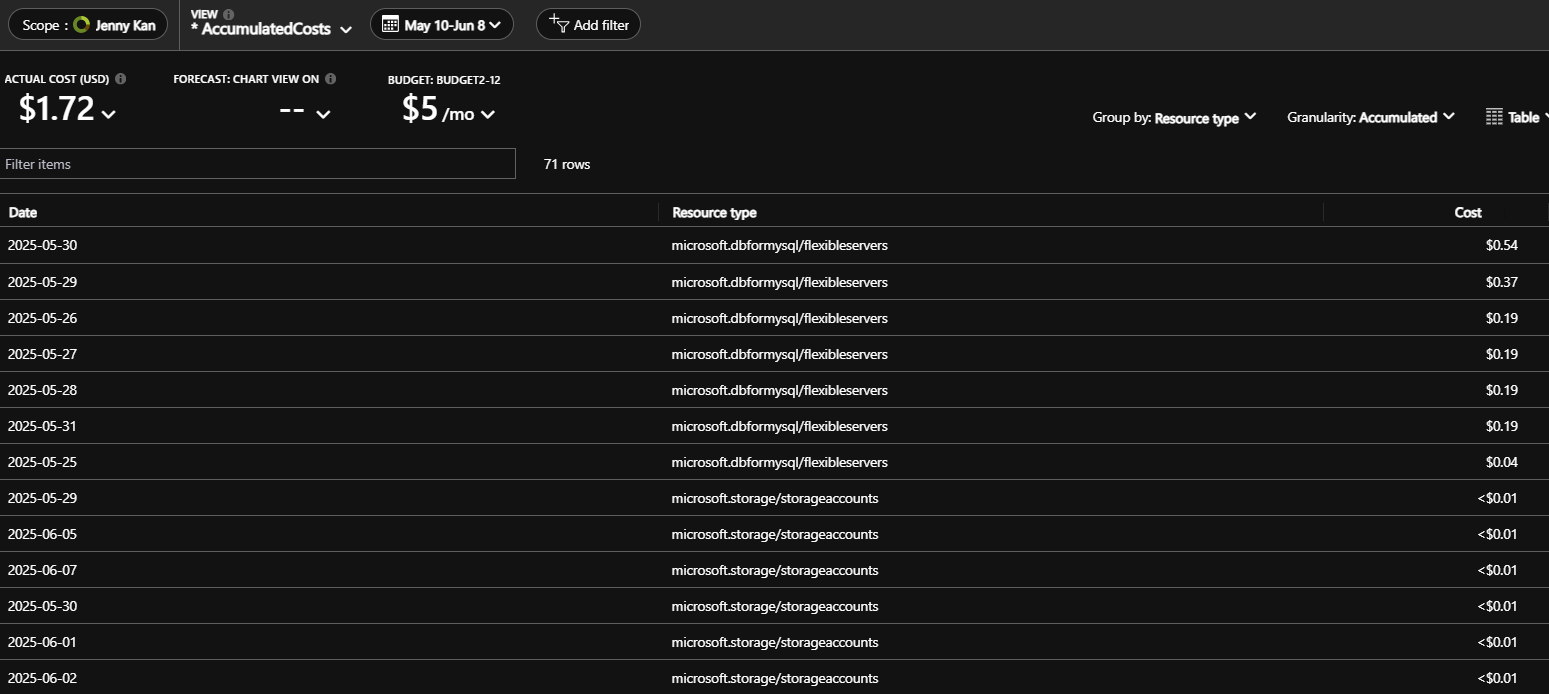 Scope : Jenny Kan
VIEW
* AccumulatedCosts
May 10-Jun 8
Add filter
ACTUAL COST (USD)
$1.72
FORECAST: CHART VIEW ON
--
BUDGET: BUDGET2-12
$5 /mo
Group by: Resource type
Granularity: Accumulated
Table
Filter items
71 rows
Date Resource type Cost
2025-05-30 microsoft.dbformysql/flexibleservers $0.54
2025-05-29 microsoft.dbformysql/flexibleservers $0.37
2025-05-26 microsoft.dbformysql/flexibleservers $0.19
2025-05-27 microsoft.dbformysql/flexibleservers $0.19
2025-05-28 microsoft.dbformysql/flexibleservers $0.19
2025-05-31 microsoft.dbformysql/flexibleservers $0.19
2025-05-25 microsoft.dbformysql/flexibleservers $0.04
2025-05-29 microsoft.storage/storageaccounts <$0.01
2025-06-05 microsoft.storage/storageaccounts <$0.01
2025-06-07 microsoft.storage/storageaccounts <$0.01
2025-05-30 microsoft.storage/storageaccounts <$0.01
2025-06-01 microsoft.storage/storageaccounts <$0.01
2025-06-02 microsoft.storage/storageaccounts <$0.01